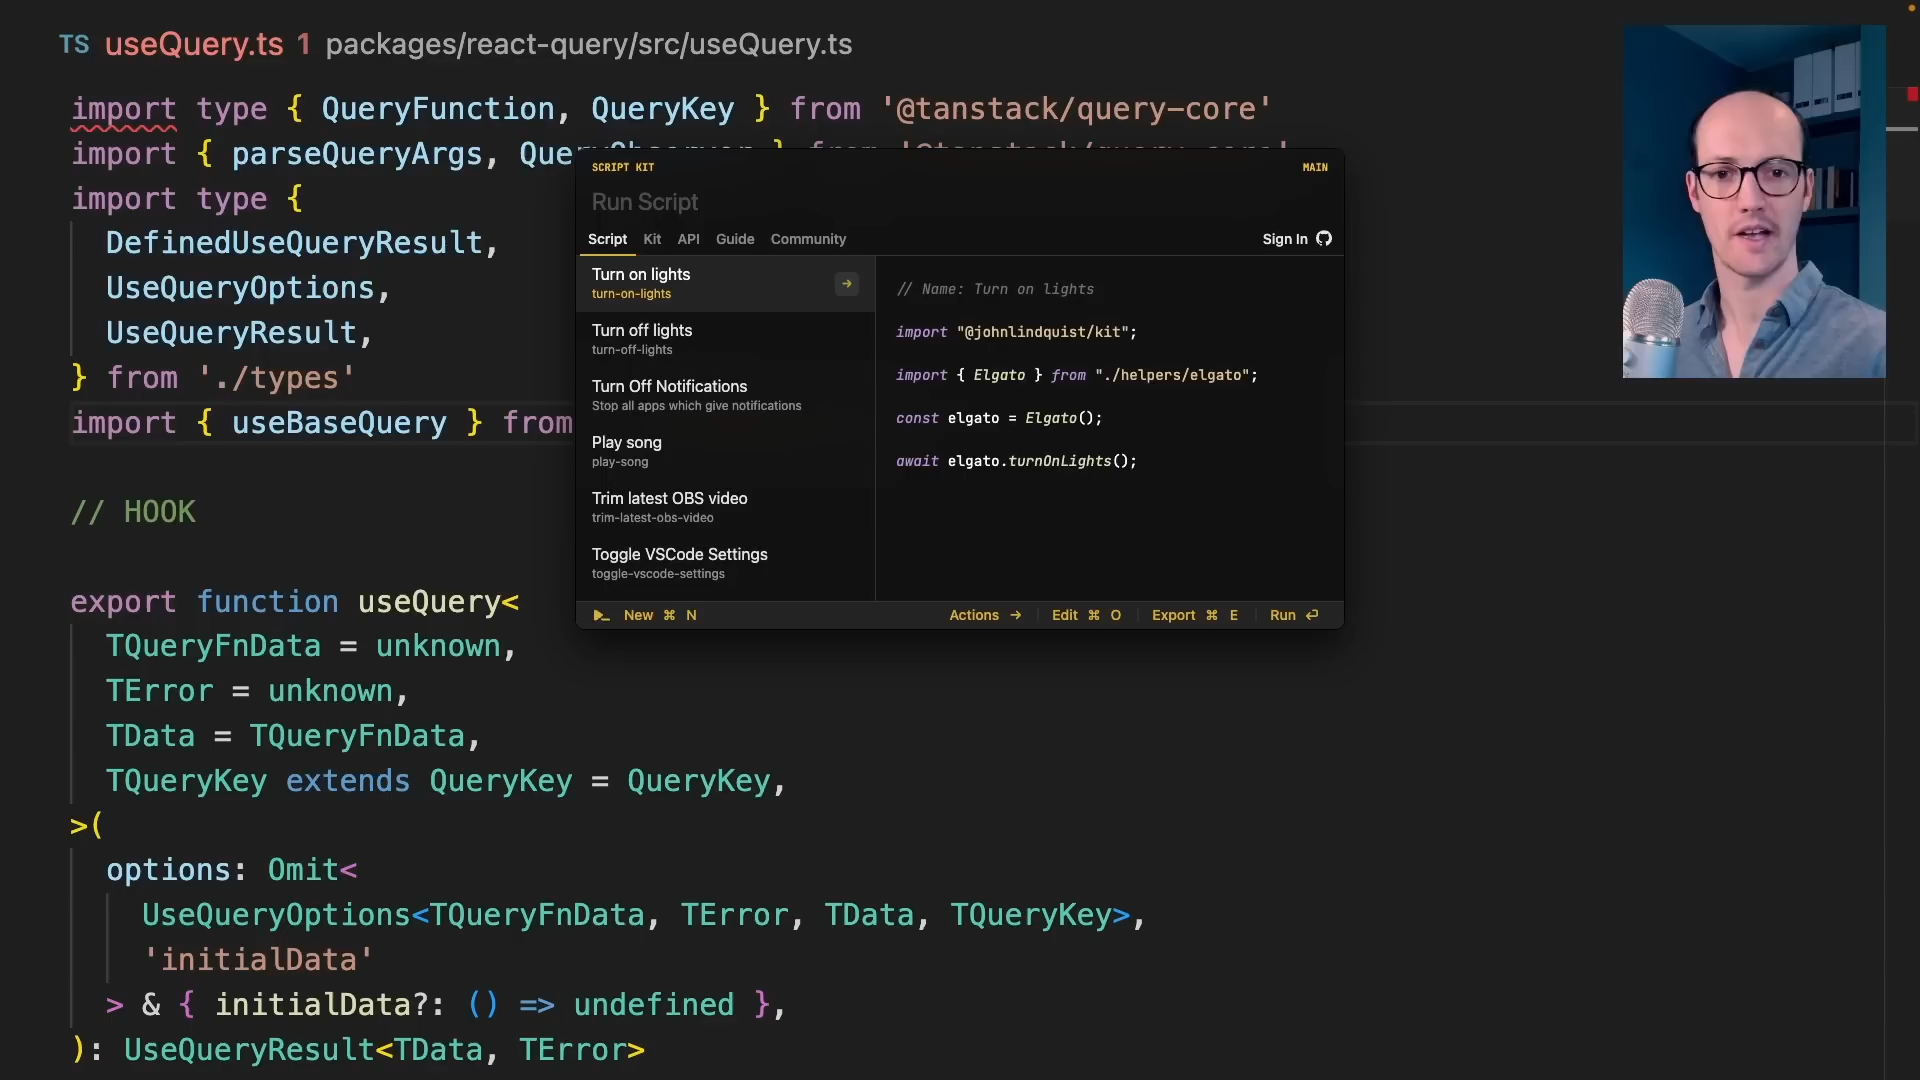 TS useQuery.ts 1 packages/react-query/src/useQuery.ts
import type { QueryFunction, QueryKey } from '@tanstack/query-core'
import { parseQueryArgs, QueryObserver } from '@tanstack/query-core'
import type {
DefinedUseQueryResult,
UseQueryOptions,
UseQueryResult,
} from './types'
import { useBaseQuery } from
// HOOK
export function useQuery<
TQueryFnData = unknown,
TError = unknown,
TData = TQueryFnData,
TQueryKey extends QueryKey = QueryKey,
>(
options: Omit<
UseQueryOptions<TQueryFnData, TError, TData, TQueryKey>,
'initialData'
> & { initialData?: () => undefined },
): UseQueryResult<TData, TError>
SCRIPT KIT MAIN
Run Script
Script Kit API Guide Community Sign In
Turn on lights
turn-on-lights
Turn off lights
turn-off-lights
Turn Off Notifications
Stop all apps which give notifications
Play song
play-song
Trim latest OBS video
trim-latest-obs-video
Toggle VSCode Settings
toggle-vscode-settings
// Name: Turn on lights
import "@johnlindquist/kit";
import { Elgato } from "./helpers/elgato";
const elgato = Elgato();
await elgato.turnOnLights();
New ⌘ N Actions → Edit ⌘ O Export ⌘ E Run ⏎